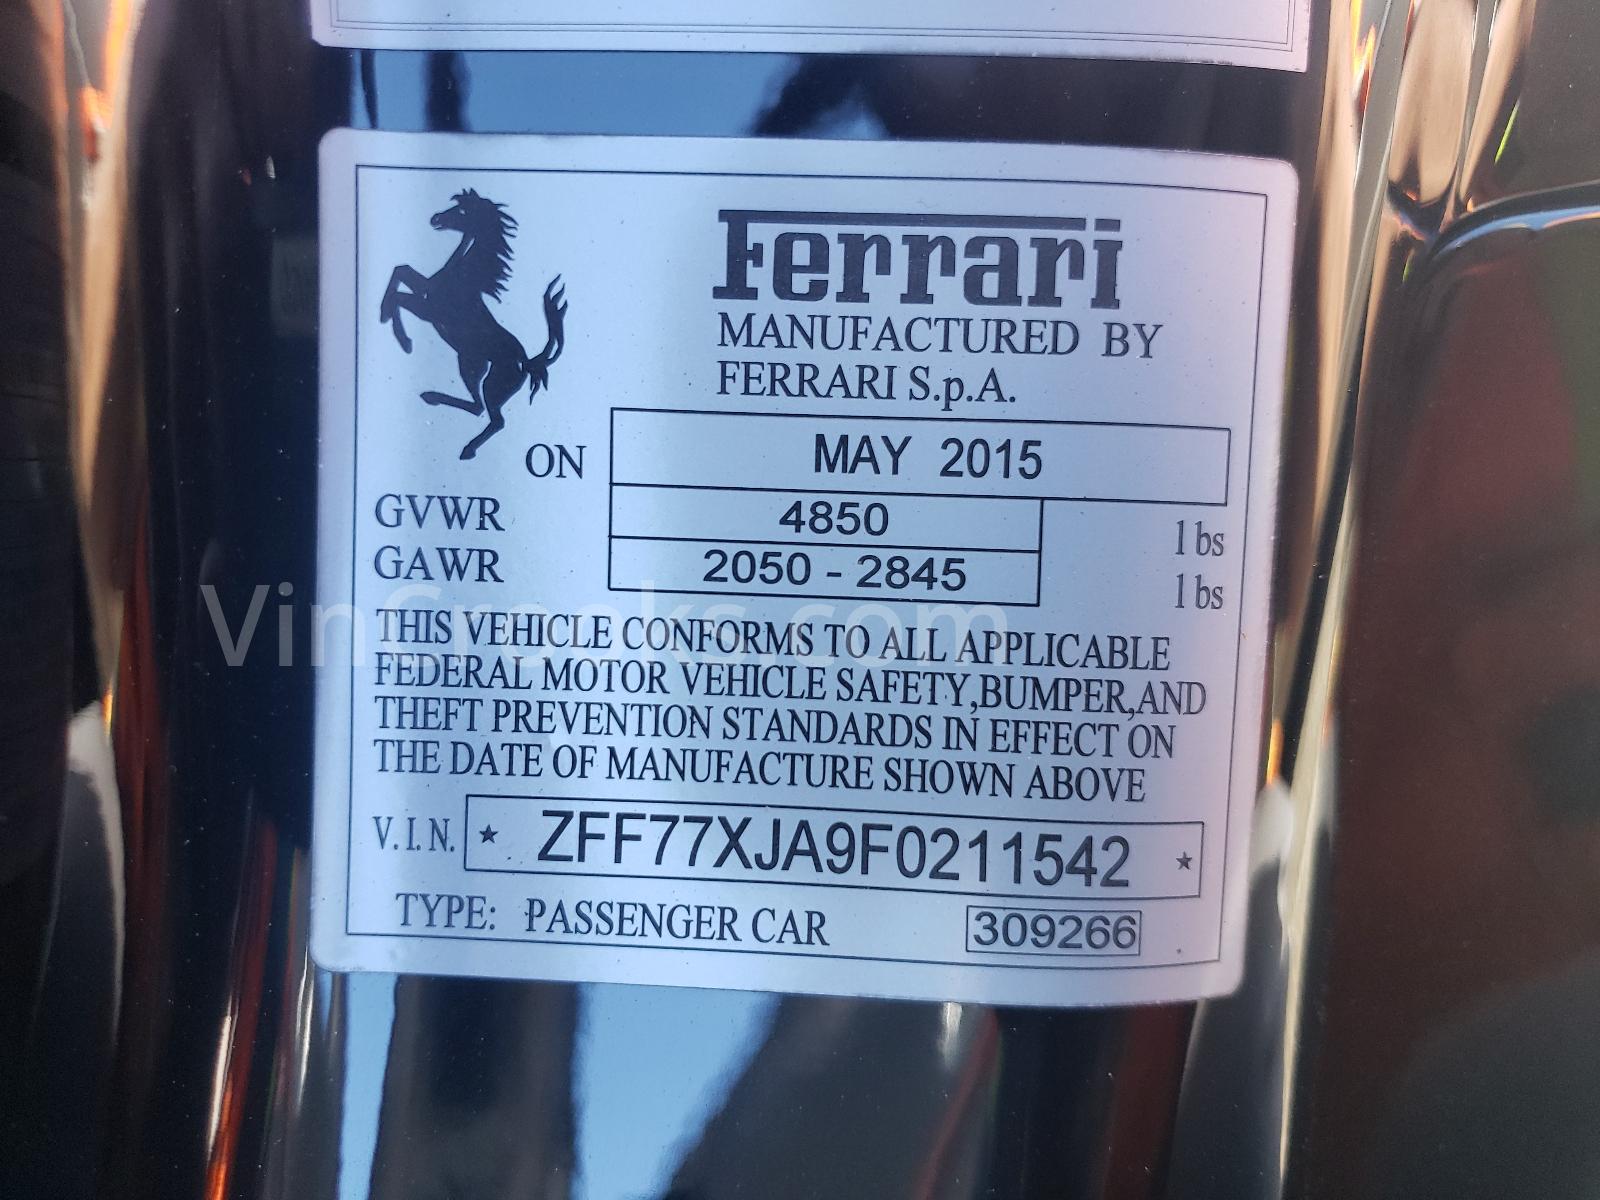 Ferrari
MANUFACTURED BY
FERRARI S.p.A.
ON MAY 2015
GVWR 4850 lbs
GAWR 2050 - 2845 lbs
VinCrooks.com
THIS VEHICLE CONFORMS TO ALL APPLICABLE
FEDERAL MOTOR VEHICLE SAFETY,BUMPER,AND
THEFT PREVENTION STANDARDS IN EFFECT ON
THE DATE OF MANUFACTURE SHOWN ABOVE
V.I.N. ★ ZFF77XJA9F0211542 ★
TYPE: PASSENGER CAR 309266